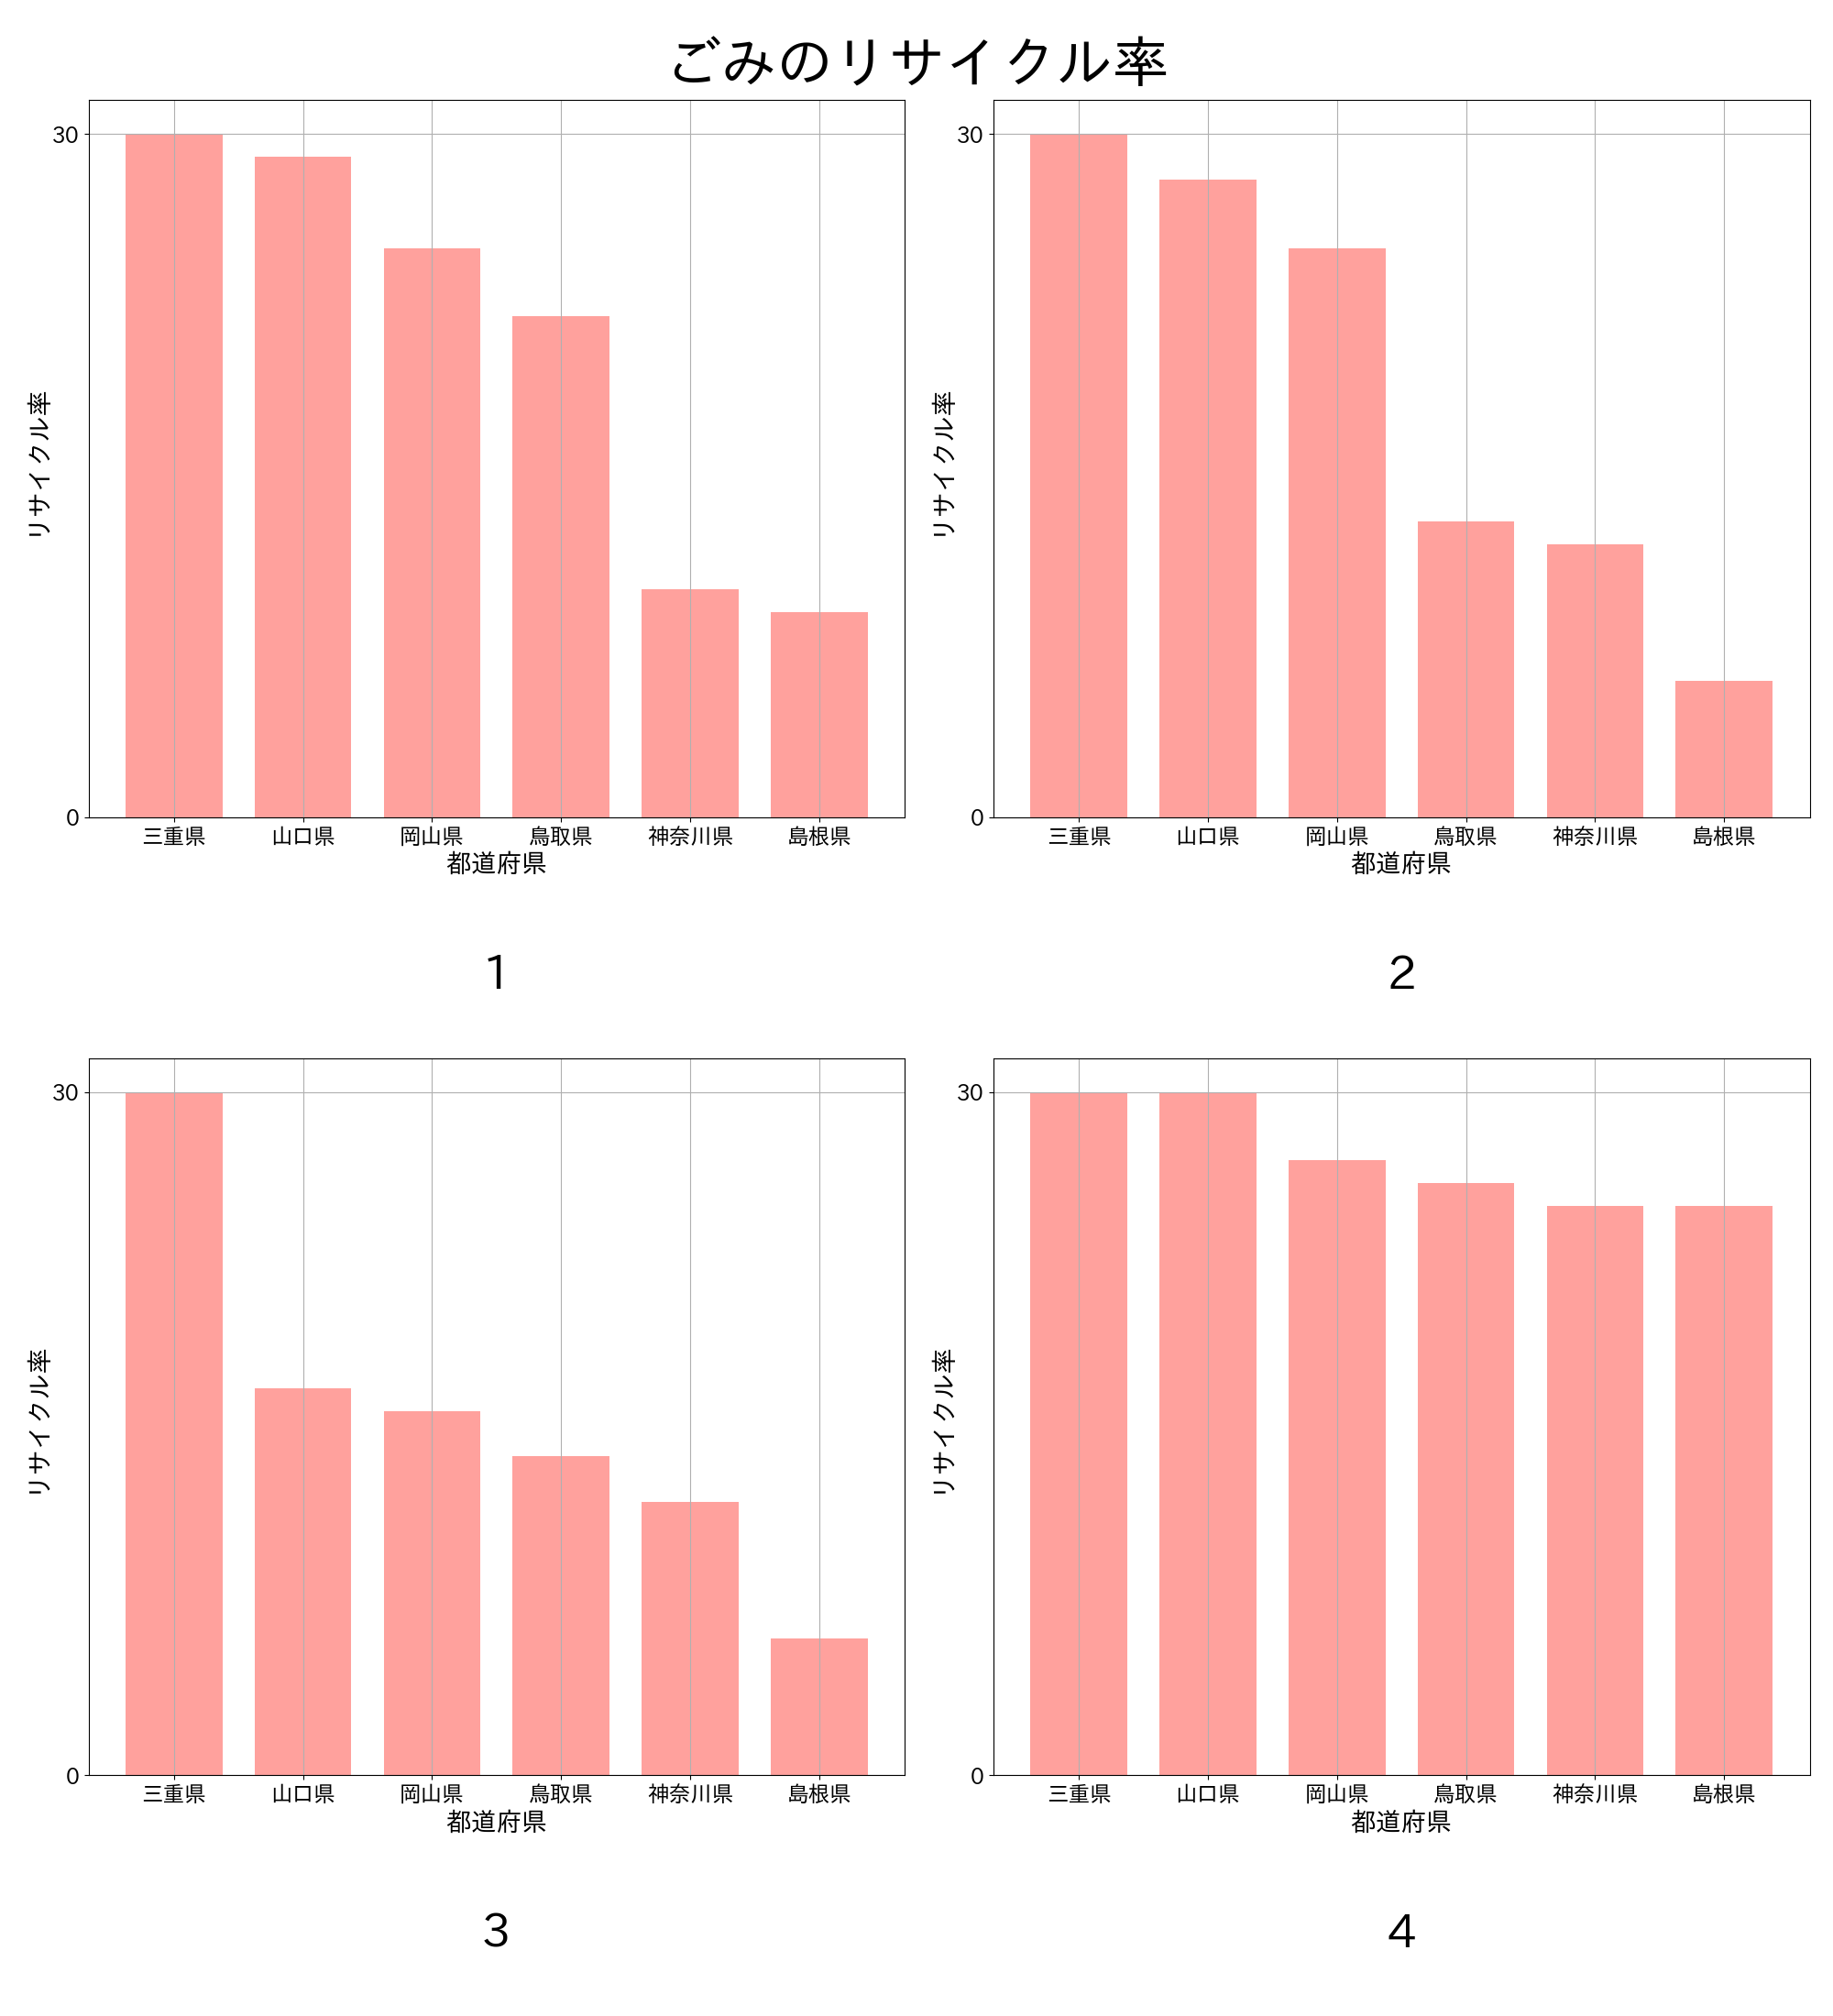 ごみのリサイクル率
30
0
リサイクル率
三重県 山口県 岡山県 鳥取県 神奈川県 島根県
都道府県
1
30
0
リサイクル率
三重県 山口県 岡山県 鳥取県 神奈川県 島根県
都道府県
2
30
0
リサイクル率
三重県 山口県 岡山県 鳥取県 神奈川県 島根県
都道府県
3
30
0
リサイクル率
三重県 山口県 岡山県 鳥取県 神奈川県 島根県
都道府県
4